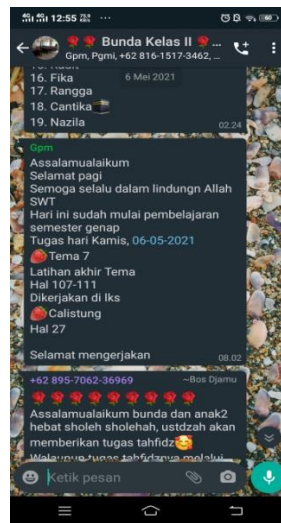 12:55
Bunda Kelas II
Gpm, Pgmi, +62 816-1517-3462, ...
6 Mei 2021
16. Fika
17. Rangga
18. Cantika
19. Nazila
02.24
Gpm
Assalamualaikum
Selamat pagi
Semoga selalu dalam lindungn Allah
SWT
Hari ini sudah mulai pembelajaran
semester genap
Tugas hari Kamis, 06-05-2021
Tema 7
Latihan akhir Tema
Hal 107-111
Dikerjakan di lks
Calistung
Hal 27
Selamat mengerjakan
08.02
+62 895-7062-36969 ~Bos Djamu
Assalamualaikum bunda dan anak2
hebat sholeh sholehah, ustdzah akan
memberikan tugas tahfidz
Walaupun tugas tahfidznya melalui
Ketik pesan